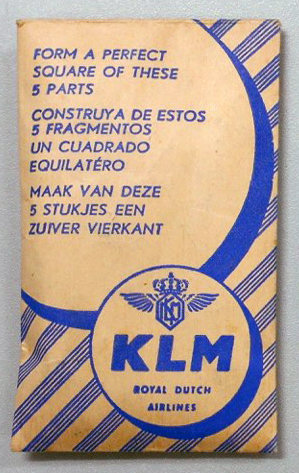 FORM A PERFECT
SQUARE OF THESE
5 PARTS
CONSTRUYA DE ESTOS
5 FRAGMENTOS
UN CUADRADO
EQUILATÉRO
MAAK VAN DEZE
5 STUKJES EEN
ZUIVER VIERKANT
KLM
ROYAL DUTCH
AIRLINES